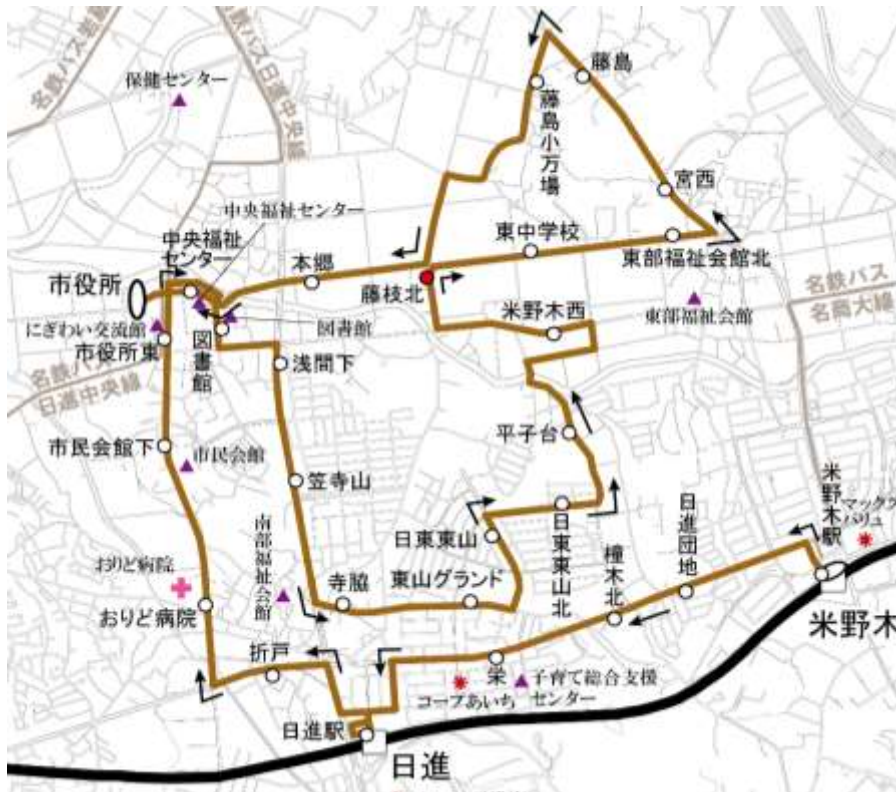 名鉄バス岩崎線
名鉄バス日進中央線
保健センター
藤島
藤島小万場
宮西
中央福祉センター
中央福祉
センター
東中学校
東部福祉会館北
本郷
市役所
藤枝北
米野木西
名鉄バス
名商大線
東部福祉会館
にぎわい交流館
図書館
図書館
市役所東
浅間下
名鉄バス
日進中央線
平子台
市民会館下
市民会館
笠寺山
米野木駅
マックス
バリュ
日進団地
日東東山
日東東山北
橦木北
おりど病院
南部福祉会館
寺脇
東山グランド
おりど病院
米野木
折戸
栄
子育て総合支援
センター
コープあいち
日進駅
日進